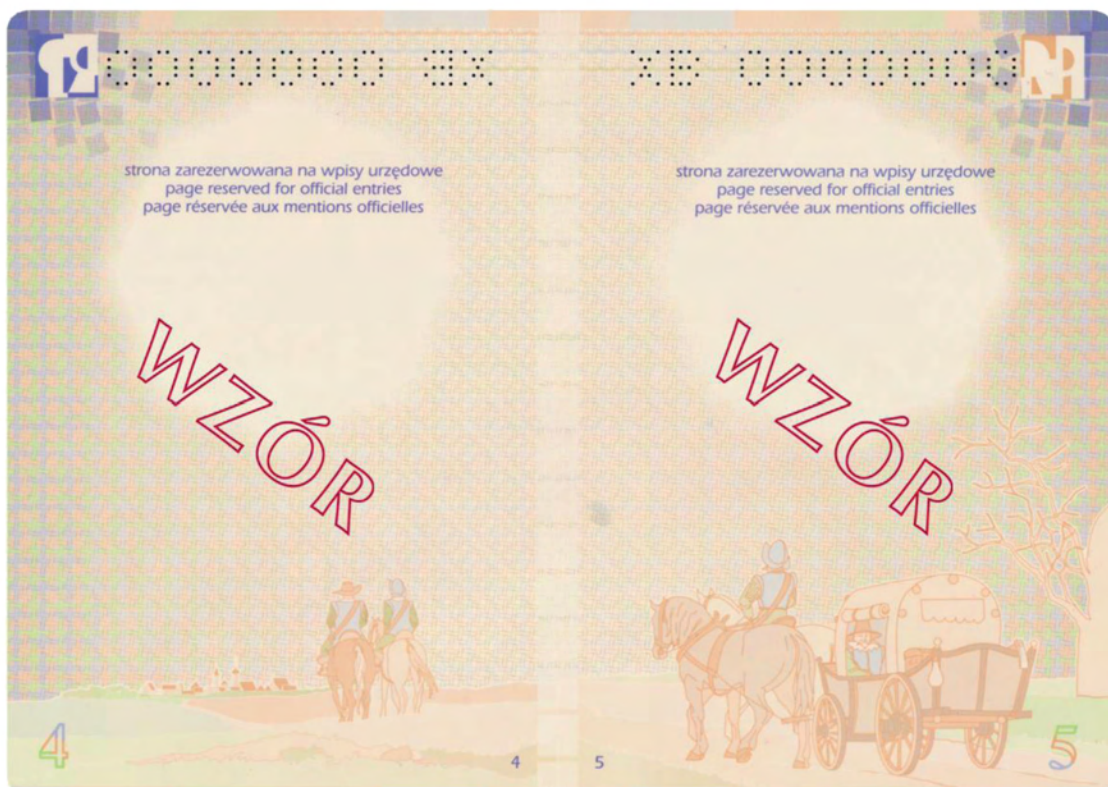 0000000 BX
strona zarezerwowana na wpisy urzędowe
page reserved for official entries
page réservée aux mentions officielles
WZÓR
4
4
XB 0000000
strona zarezerwowana na wpisy urzędowe
page reserved for official entries
page réservée aux mentions officielles
WZÓR
5
5